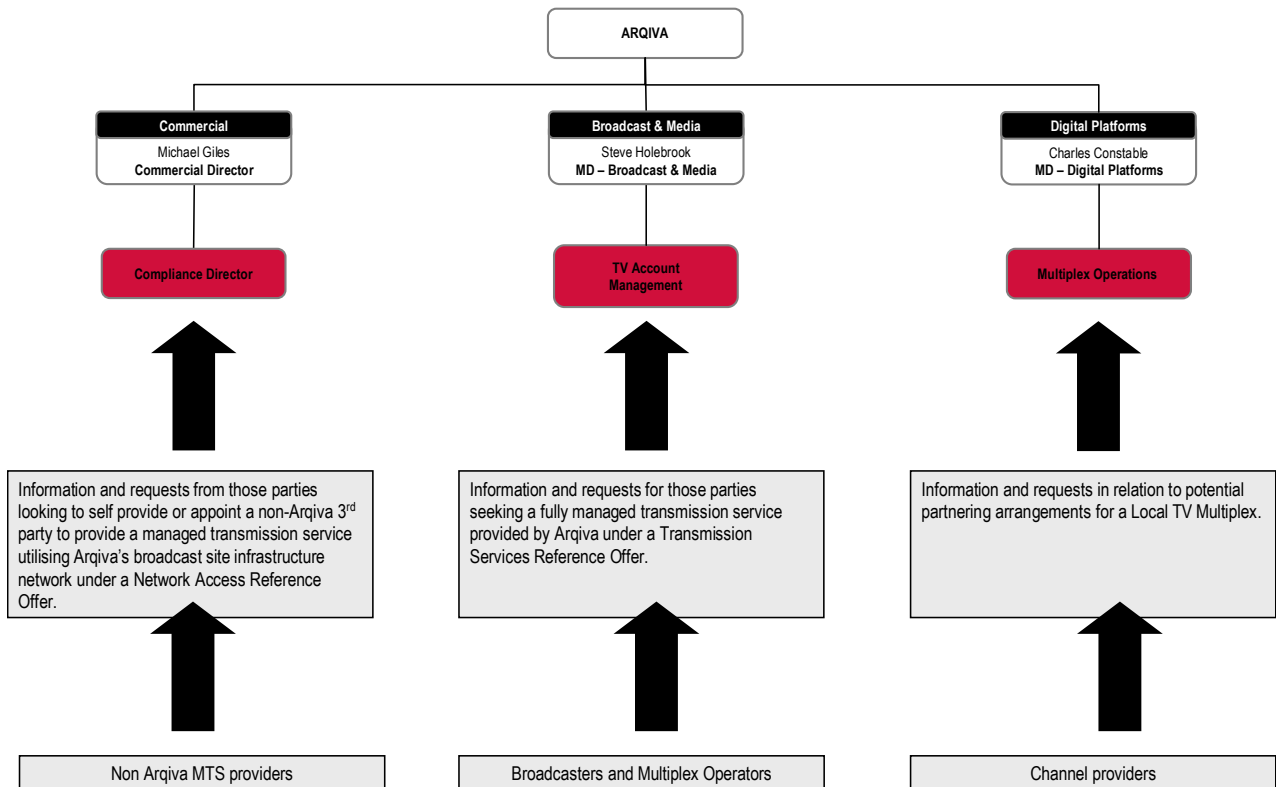 ARQIVA
Commercial
Michael Giles
Commercial Director
Broadcast & Media
Steve Holebrook
MD – Broadcast & Media
Digital Platforms
Charles Constable
MD – Digital Platforms
Compliance Director
TV Account
Management
Multiplex Operations
Information and requests from those parties
looking to self provide or appoint a non-Arqiva 3rd
party to provide a managed transmission service
utilising Arqiva's broadcast site infrastructure
network under a Network Access Reference
Offer.
Information and requests for those parties
seeking a fully managed transmission service
provided by Arqiva under a Transmission
Services Reference Offer.
Information and requests in relation to potential
partnering arrangements for a Local TV Multiplex.
Non Arqiva MTS providers
Broadcasters and Multiplex Operators
Channel providers